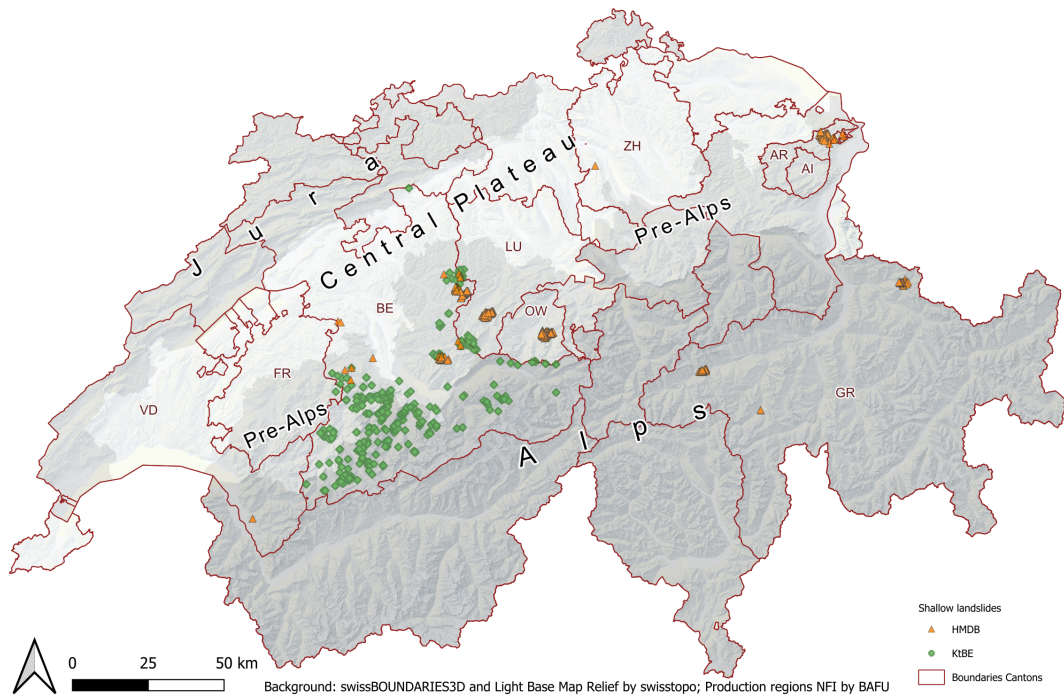 ZH
AR
AI
Jura
Central Plateau
Pre-Alps
LU
BE
OW
FR
GR
VD
Pre-Alps
Alps
Shallow landslides
HMDB
KtBE
Boundaries Cantons
0 25 50 km
Background: swissBOUNDARIES3D and Light Base Map Relief by swisstopo; Production regions NFI by BAFU